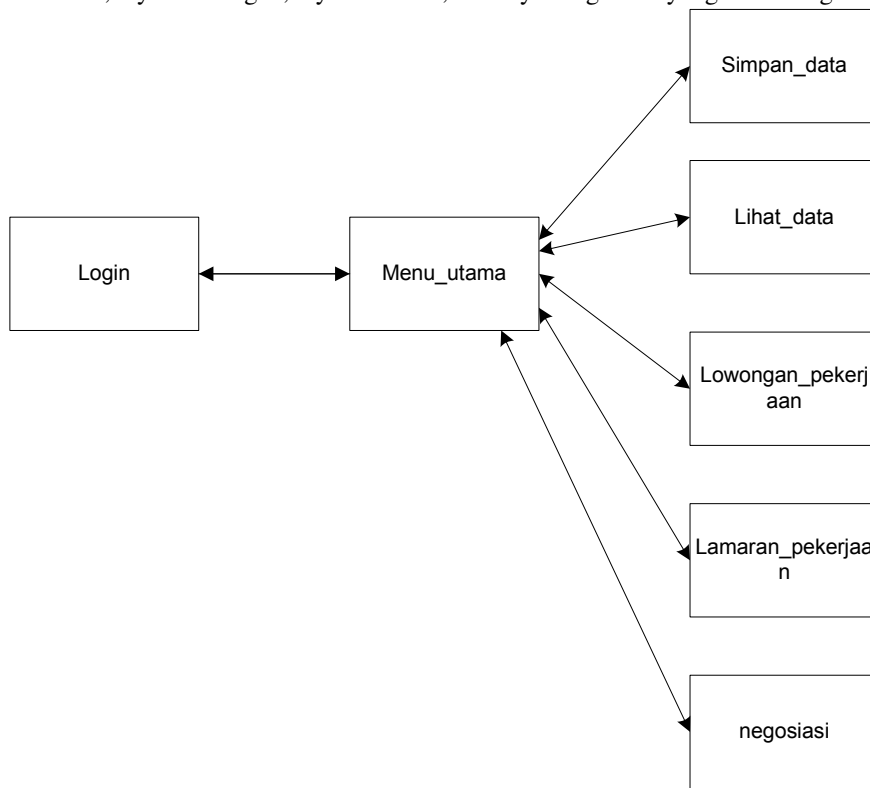 Simpan_data
Lihat_data
Login
Menu_utama
Lowongan_pekerj
aan
Lamaran_pekerjaa
n
negosiasi